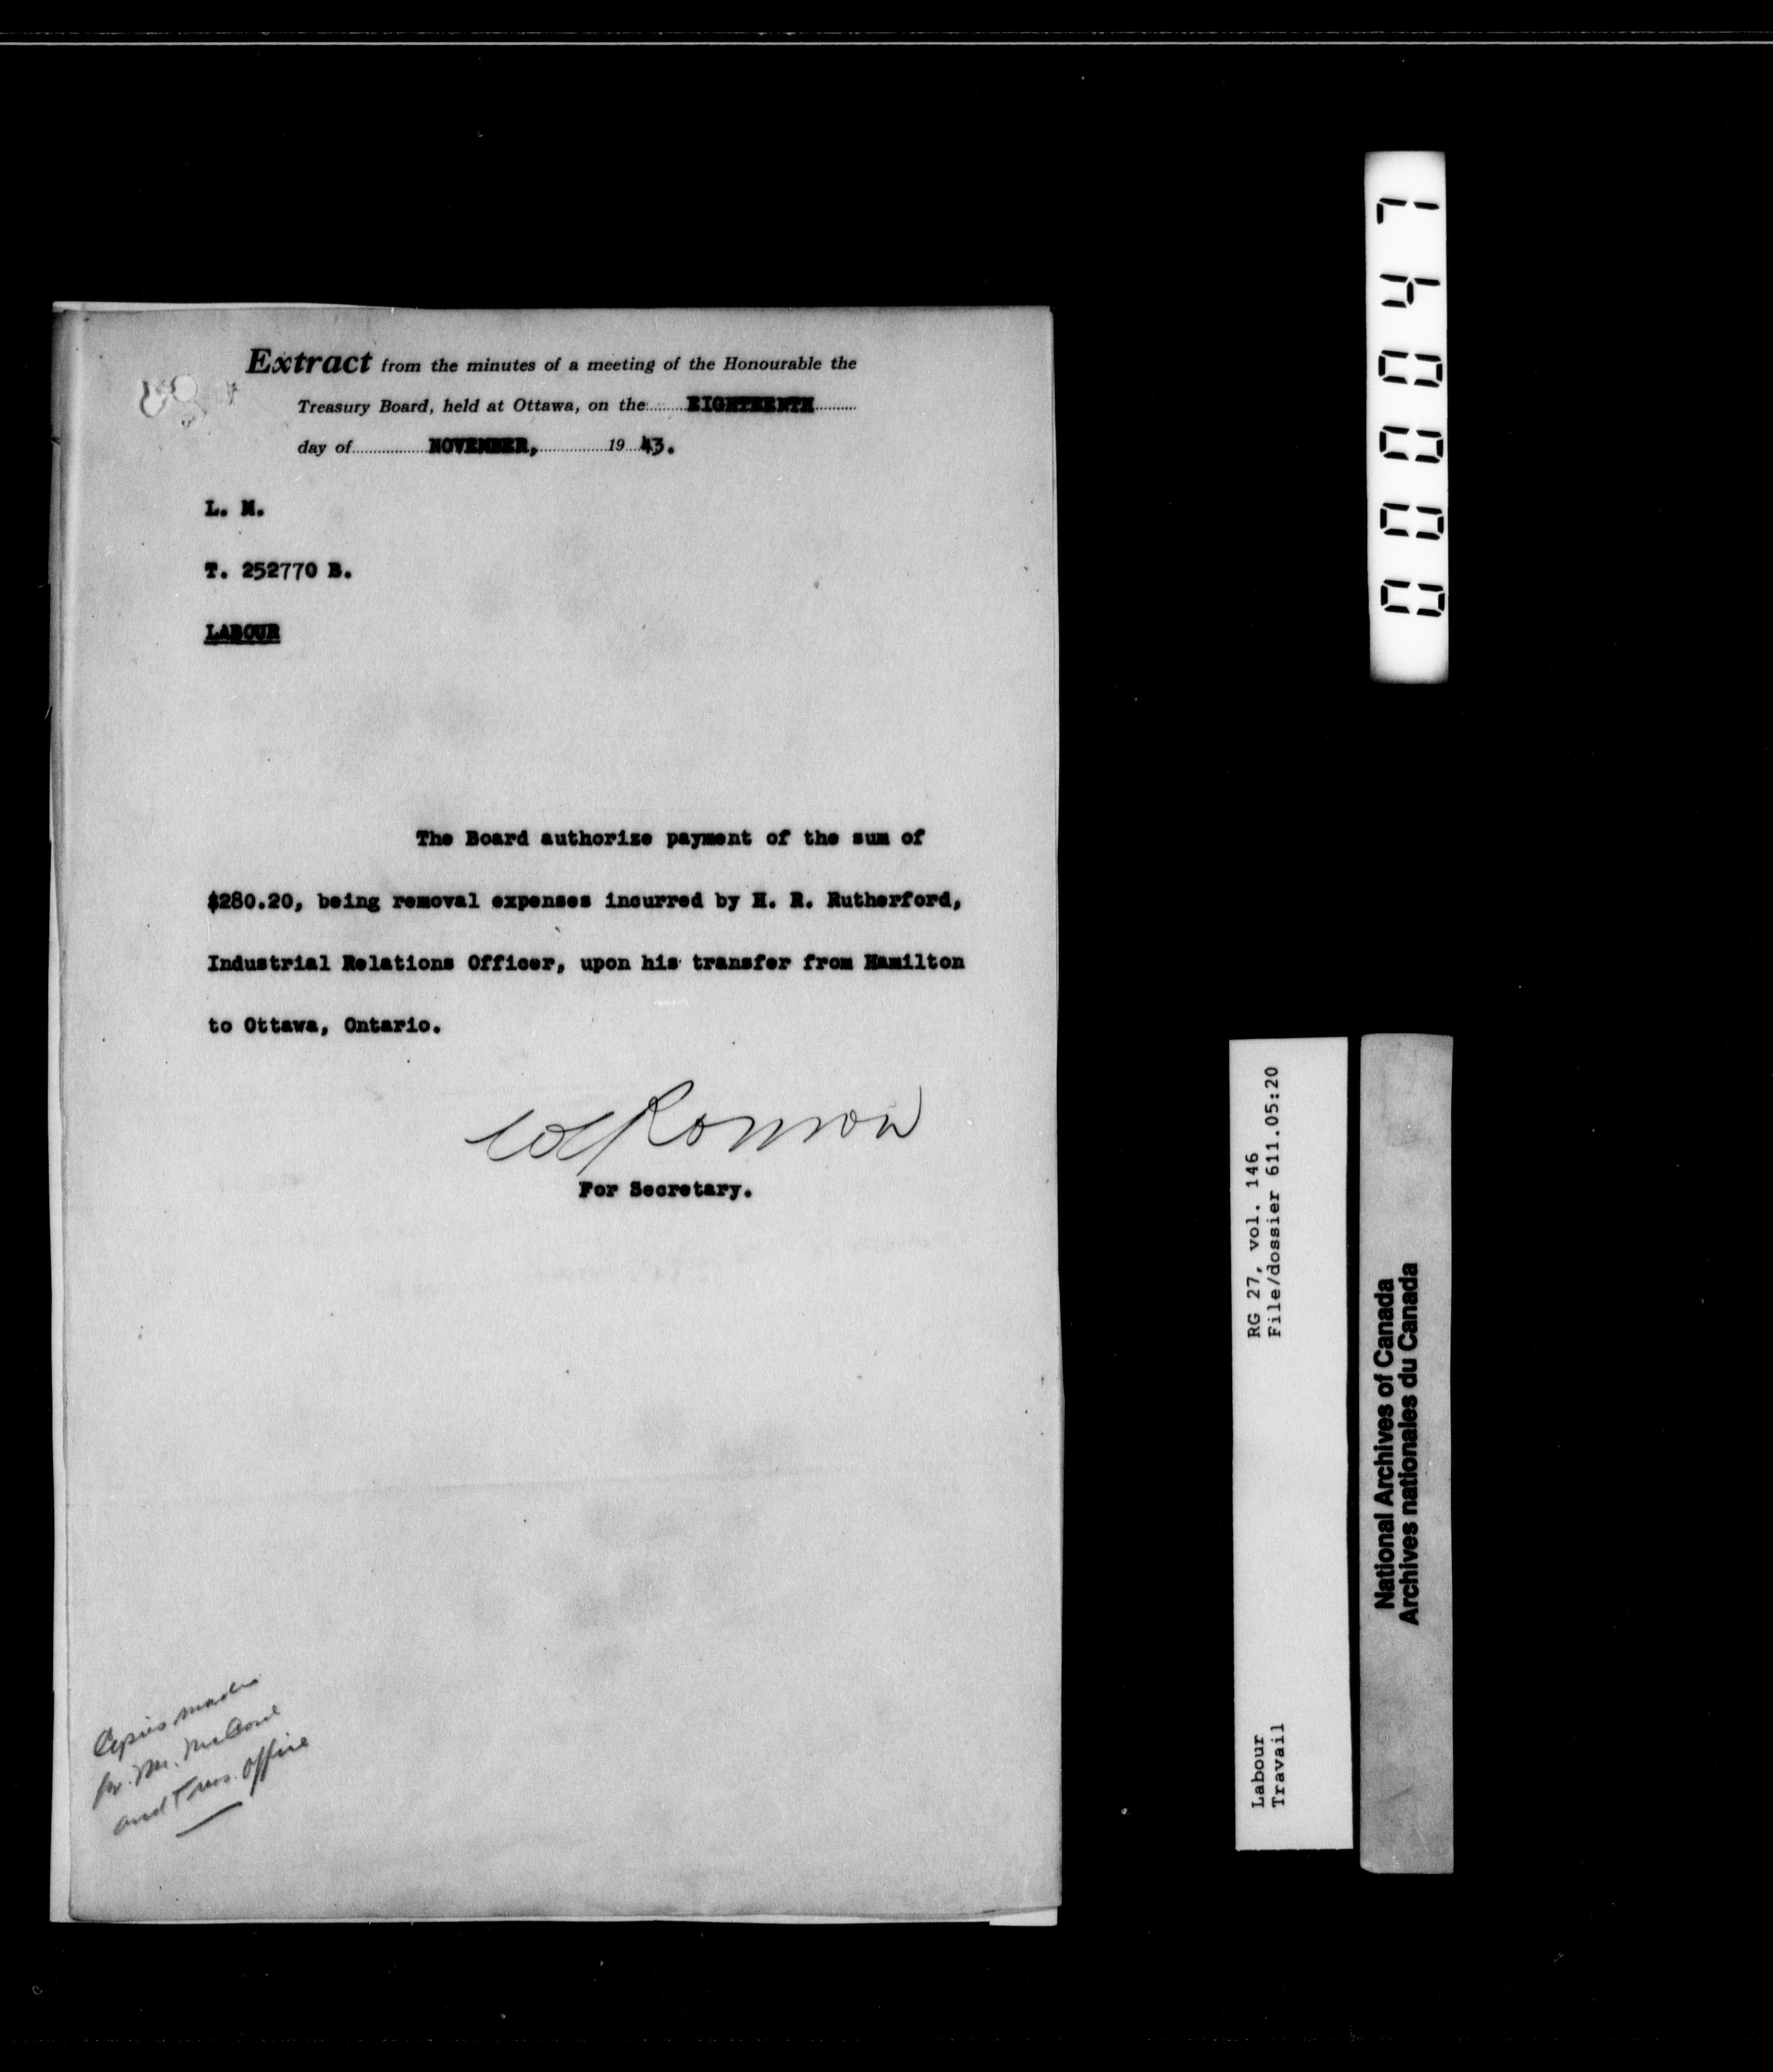 Extract from the minutes of a meeting of the Honourable the
Treasury Board, held at Ottawa, on the EIGHTEENTH
day of NOVEMBER, 19 43.
L. M.
T. 252770 B.
LABOUR
The Board authorize payment of the sum of
$280.20, being removal expenses incurred by H. R. Rutherford,
Industrial Relations Officer, upon his transfer from Hamilton
to Ottawa, Ontario.
For Secretary.
Copies made
for Mr.
and Treas. Office
000047
RG 27, vol. 146
File/dossier 611.05:20
Labour
Travail
National Archives of Canada
Archives nationales du Canada